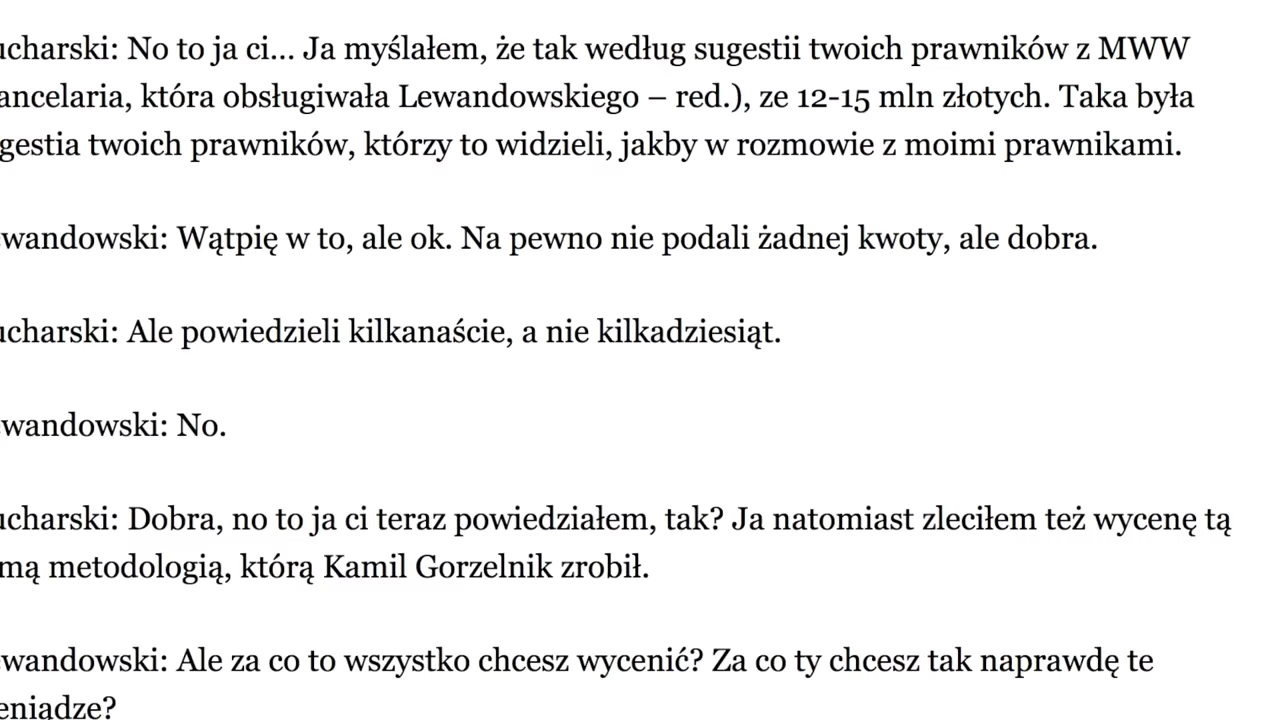 ucharski: No to ja ci... Ja myślałem, że tak według sugestii twoich prawników z MWW
ancelaria, która obsługiwała Lewandowskiego – red.), ze 12-15 mln złotych. Taka była
gestia twoich prawników, którzy to widzieli, jakby w rozmowie z moimi prawnikami.
wandowski: Wątpię w to, ale ok. Na pewno nie podali żadnej kwoty, ale dobra.
ucharski: Ale powiedzieli kilkanaście, a nie kilkadziesiąt.
wandowski: No.
ucharski: Dobra, no to ja ci teraz powiedziałem, tak? Ja natomiast zleciłem też wycenę tą
mą metodologią, którą Kamil Gorzelnik zrobił.
wandowski: Ale za co to wszystko chcesz wycenić? Za co ty chcesz tak naprawdę te
eniądze?